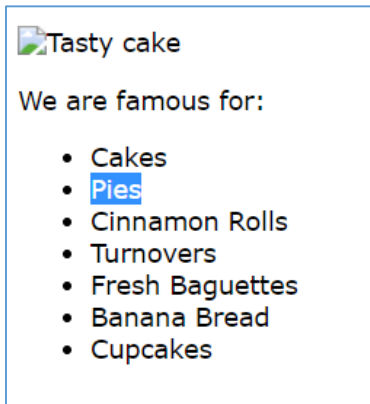 Tasty cake
We are famous for:
• Cakes
• Pies
• Cinnamon Rolls
• Turnovers
• Fresh Baguettes
• Banana Bread
• Cupcakes